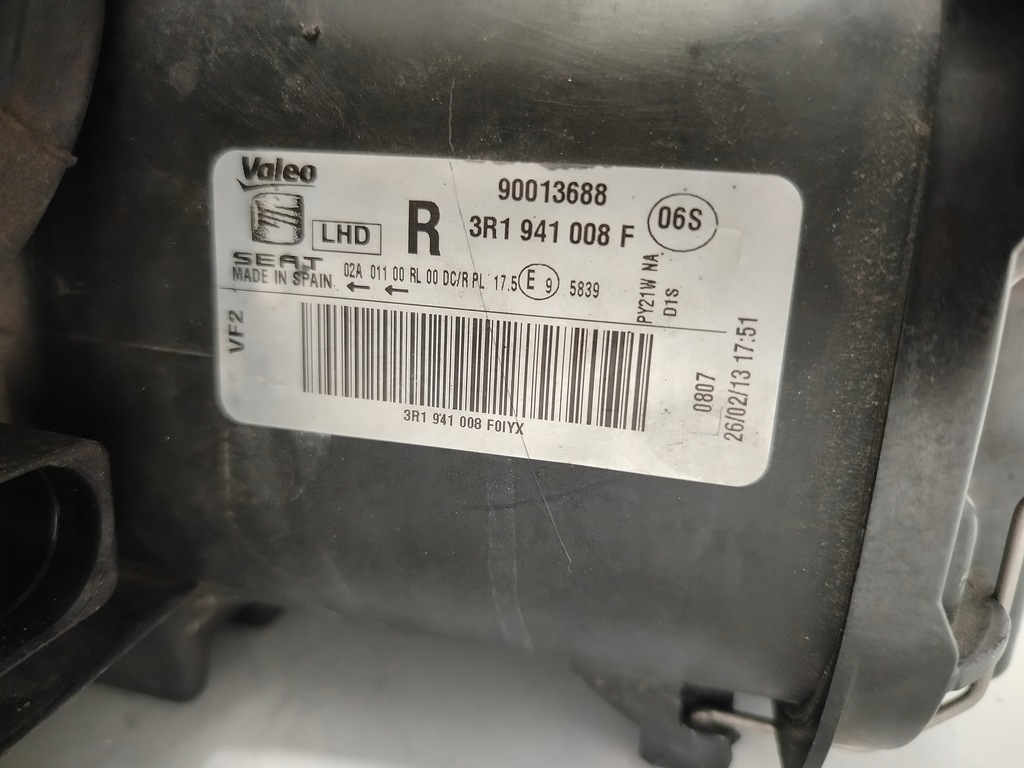 Valeo
SEAT
MADE IN SPAIN
LHD
R
90013688
3R1 941 008 F
06S
02A 011 00 RL 00 DC/R PL 17.5 E 9 5839
← ←
PY21W NA
D1S
VF2
3R1 941 008 F0IYX
0807
26/02/13 17:51